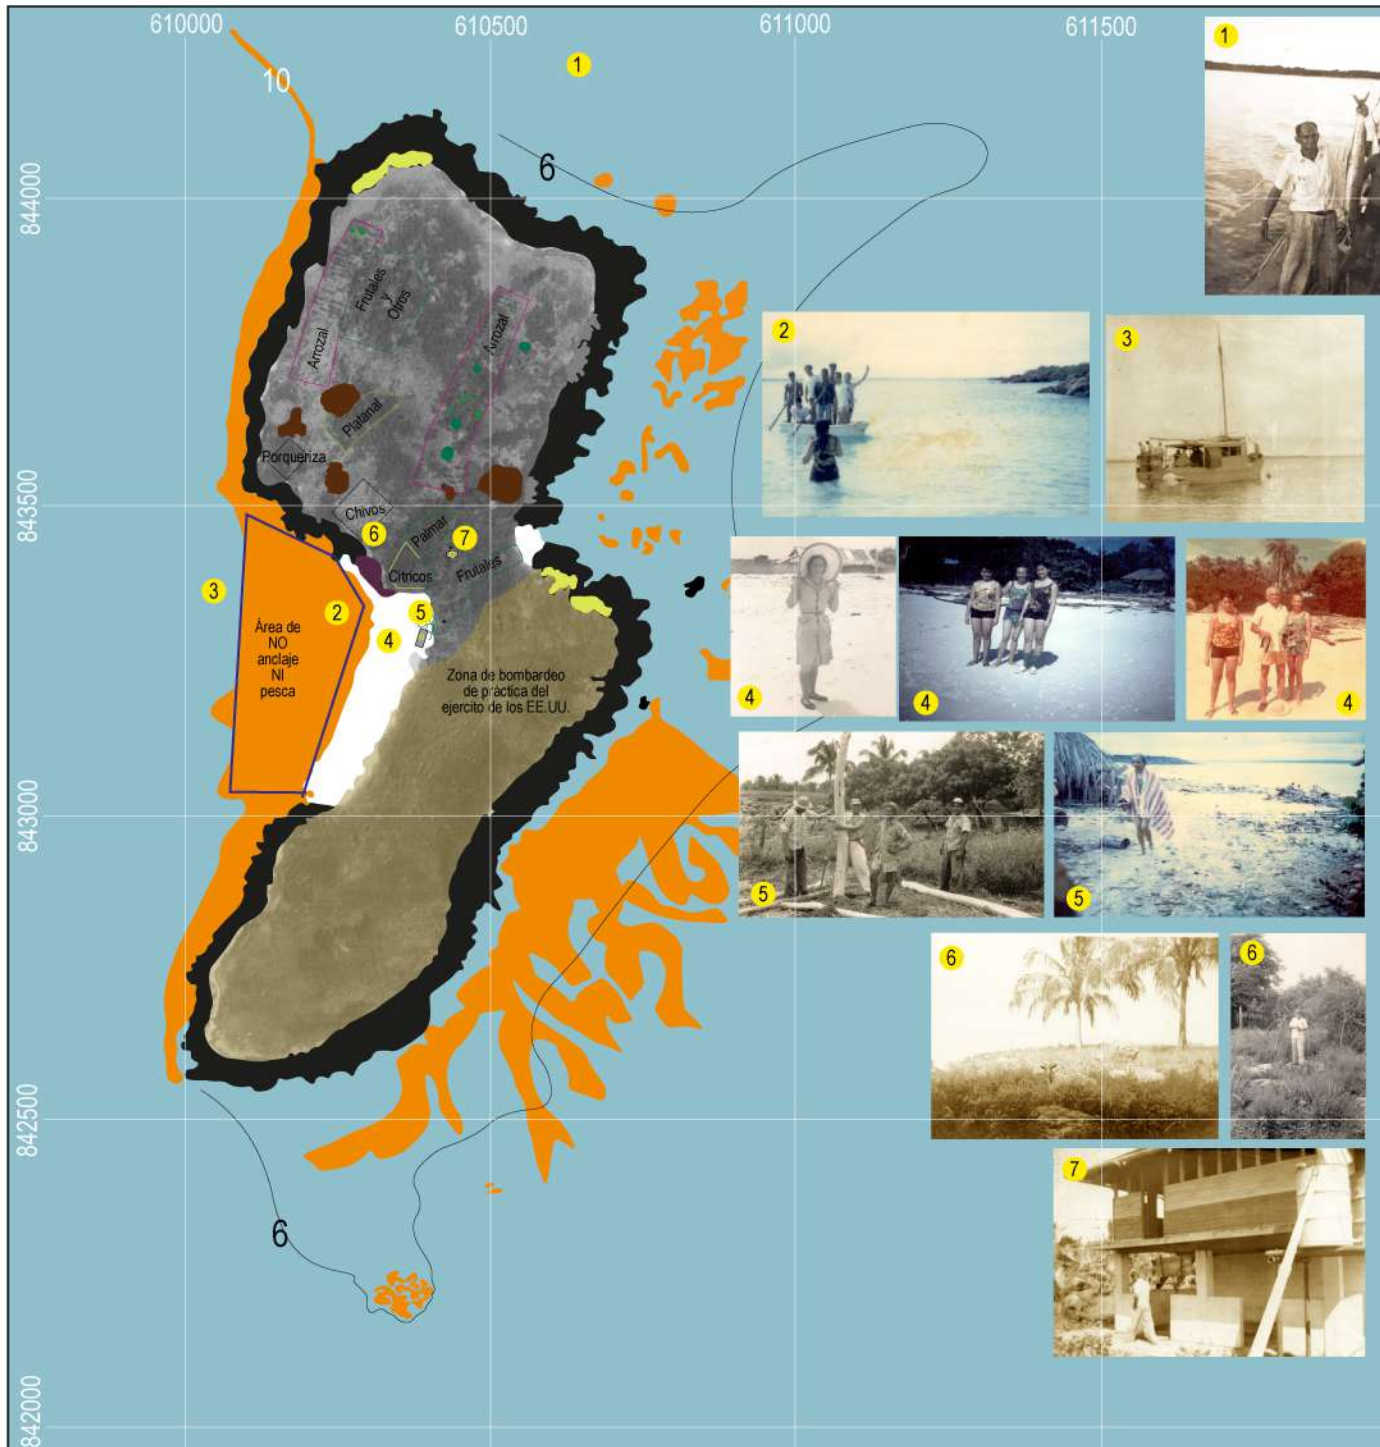 610000
610500
611000
611500
10
1
1
6
844000
Frutales
y
Otros
Arrozal
Arrozal
2
3
Platanal
Porqueriza
843500
Chivos
6
Palmar
7
Cítricos
Frutales
3
2
5
4
Área de
NO
anclaje
NI
pesca
Zona de bombardeo
de práctica del
ejercito de los EE.UU.
4
4
4
843000
5
5
6
6
842500
7
6
842000